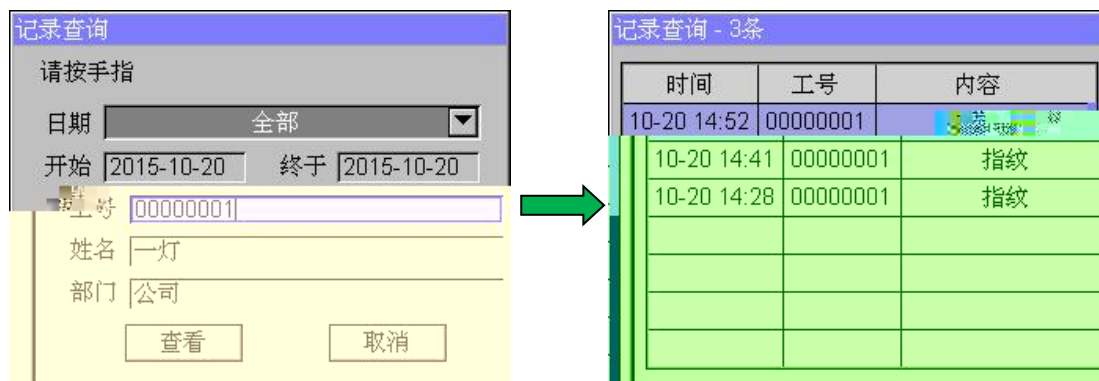 记录查询
请按手指
日期 全部
开始 2015-10-20 终于 2015-10-20
00000001
姓名 一灯
部门 公司
查看 取消
记录查询 - 3条
时间 工号 内容
10-20 14:52 00000001
10-20 14:41 00000001 指纹
10-20 14:28 00000001 指纹